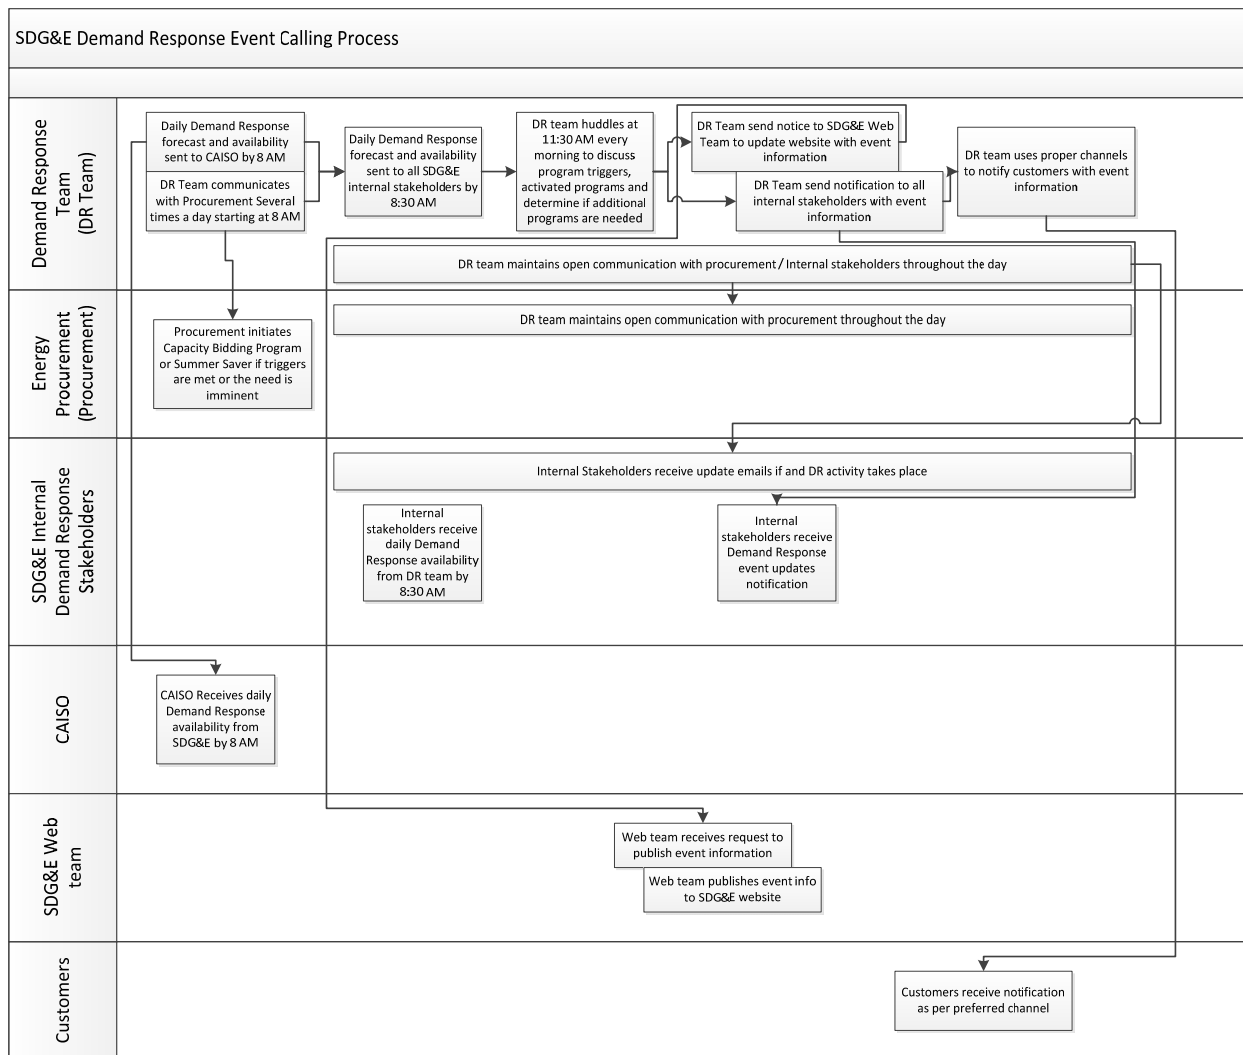 SDG&E Demand Response Event Calling Process
Demand Response
Team
(DR Team)
Daily Demand Response
forecast and availability
sent to CAISO by 8 AM
DR Team communicates
with Procurement Several
times a day starting at 8 AM
Daily Demand Response
forecast and availability
sent to all SDG&E
internal stakeholders by
8:30 AM
DR team huddles at
11:30 AM every
morning to discuss
program triggers,
activated programs and
determine if additional
programs are needed
DR Team send notice to SDG&E Web
Team to update website with event
information
DR Team send notification to all
internal stakeholders with event
information
DR team uses proper channels
to notify customers with event
information
DR team maintains open communication with procurement / Internal stakeholders throughout the day
Energy
Procurement
(Procurement)
DR team maintains open communication with procurement throughout the day
Procurement initiates
Capacity Bidding Program
or Summer Saver if triggers
are met or the need is
imminent
SDG&E Internal
Demand Response
Stakeholders
Internal Stakeholders receive update emails if and DR activity takes place
Internal
stakeholders receive
daily Demand
Response availability
from DR team by
8:30 AM
Internal
stakeholders receive
Demand Response
event updates
notification
CAISO
CAISO Receives daily
Demand Response
availability from
SDG&E by 8 AM
SDG&E Web
team
Web team receives request to
publish event information
Web team publishes event info
to SDG&E website
Customers
Customers receive notification
as per preferred channel